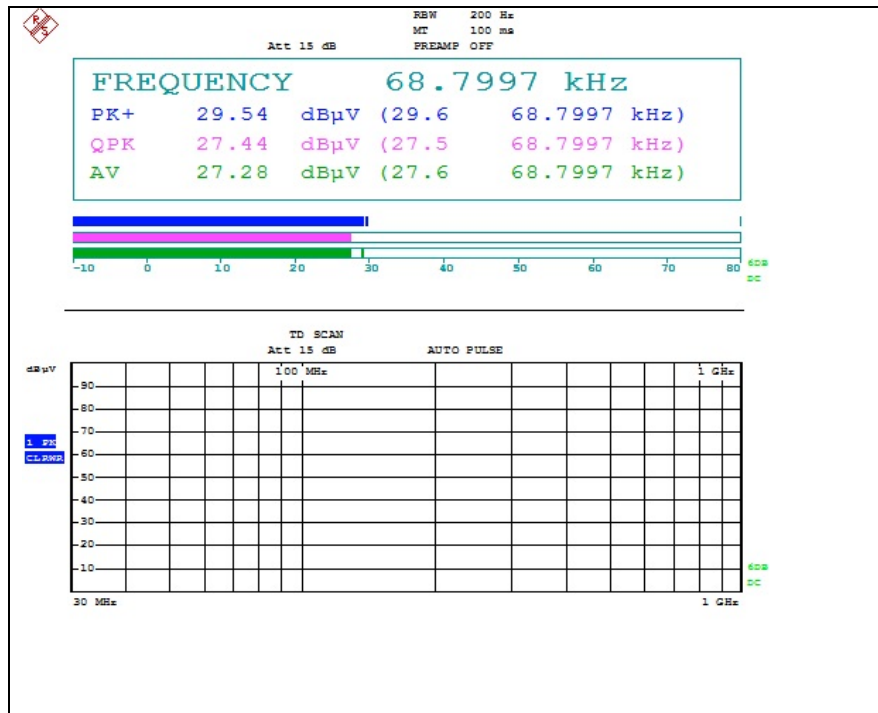 R S
RBW 200 Hz
MT 100 ms
Att 15 dB PREAMP OFF
FREQUENCY 68.7997 kHz
PK+ 29.54 dBµV (29.6 68.7997 kHz)
QPK 27.44 dBµV (27.5 68.7997 kHz)
AV 27.28 dBµV (27.6 68.7997 kHz)
-10 0 10 20 30 40 50 60 70 80
6DB
DC
TD SCAN
Att 15 dB AUTO PULSE
dBµV
100 MHz 1 GHz
90
80
70
1 PK
CLRWR
60
50
40
30
20
10
6DB
DC
30 MHz 1 GHz